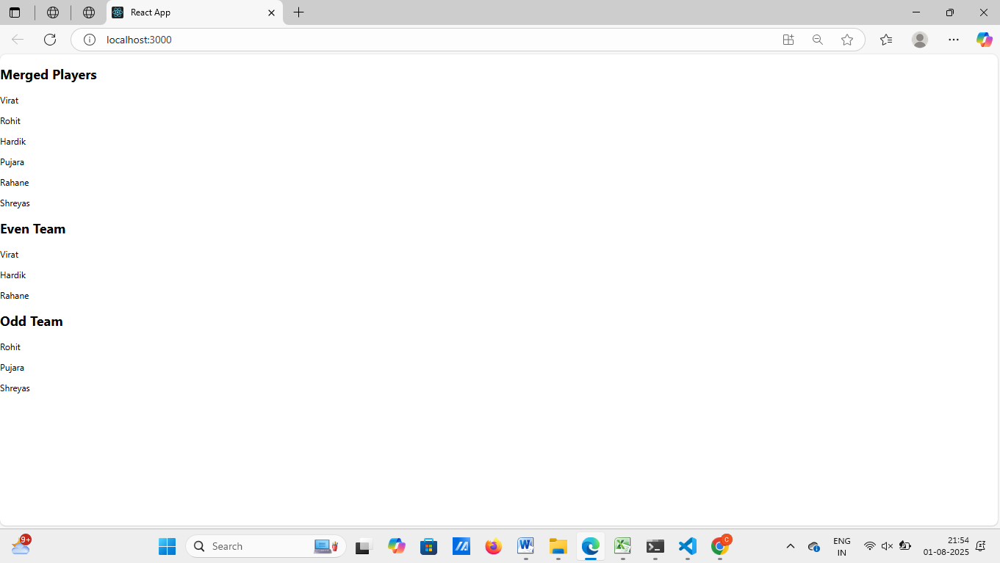 React App
localhost:3000
Merged Players
Virat
Rohit
Hardik
Pujara
Rahane
Shreyas
Even Team
Virat
Hardik
Rahane
Odd Team
Rohit
Pujara
Shreyas
9+
Search
C
ENG
IN
21:54
01-08-2025